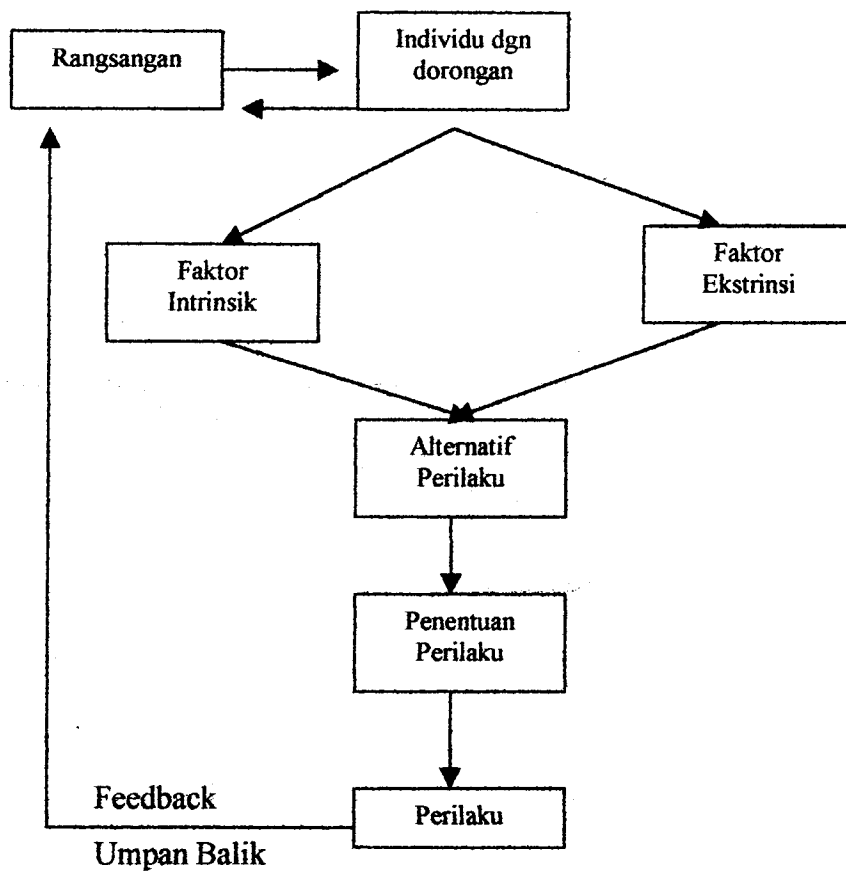 Rangsangan
Individu dgn
dorongan
Faktor
Intrinsik
Faktor
Ekstrinsi
Alternatif
Perilaku
Penentuan
Perilaku
Feedback
Perilaku
Umpan Balik